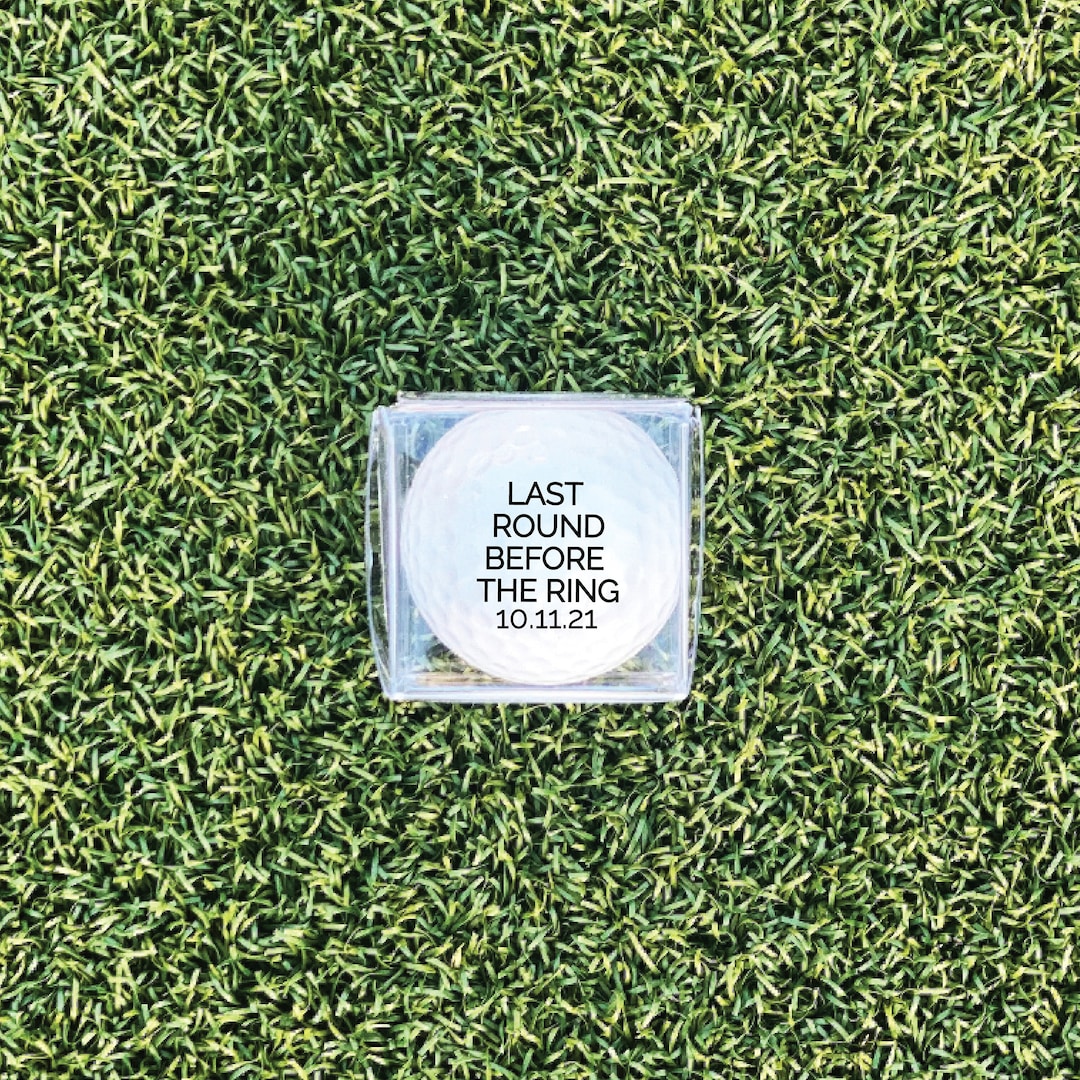 LAST
ROUND
BEFORE
THE RING
10.11.21